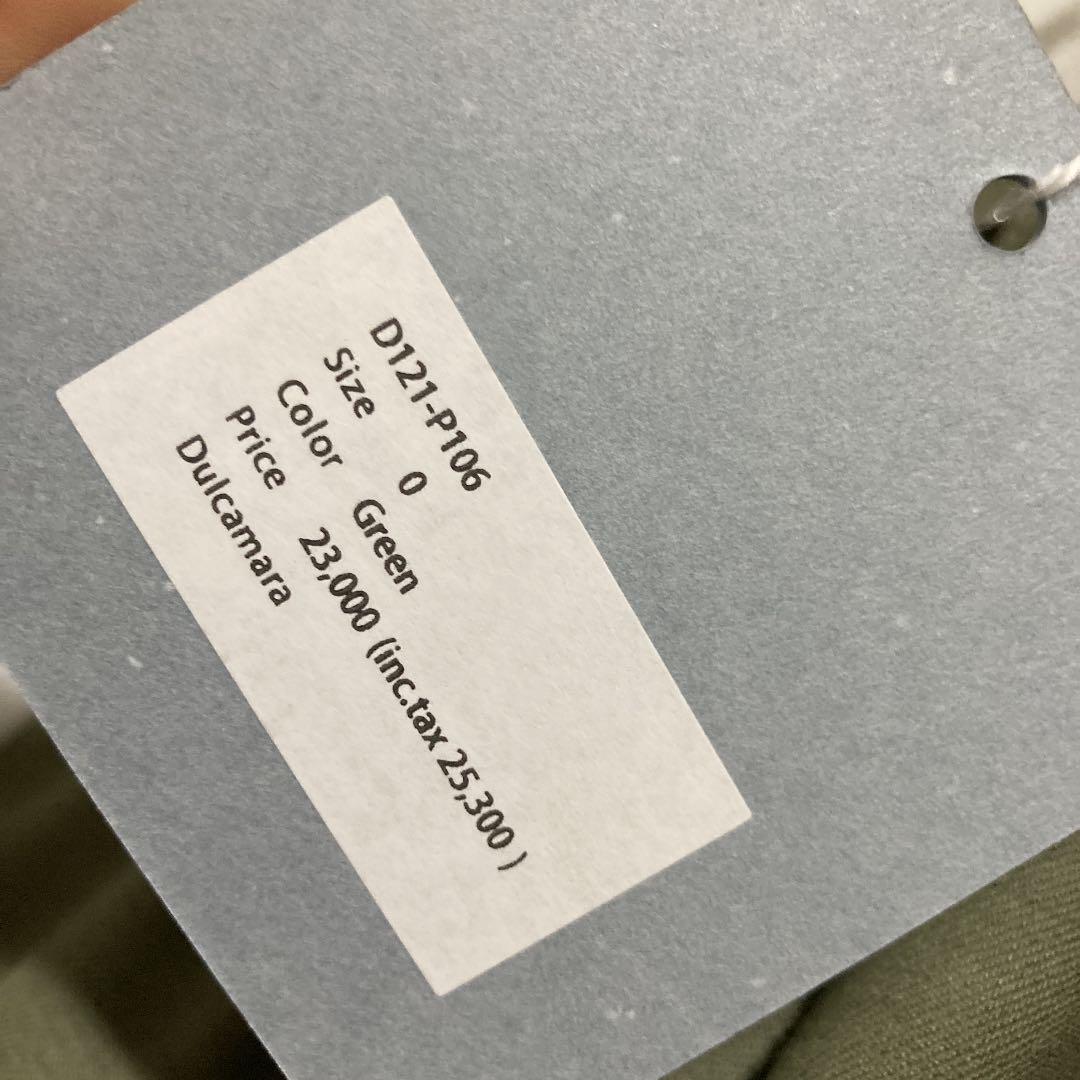 D121-P106
Size 0
Color Green
Price 23,000 (inc.tax 25,300 )
Dulcamara